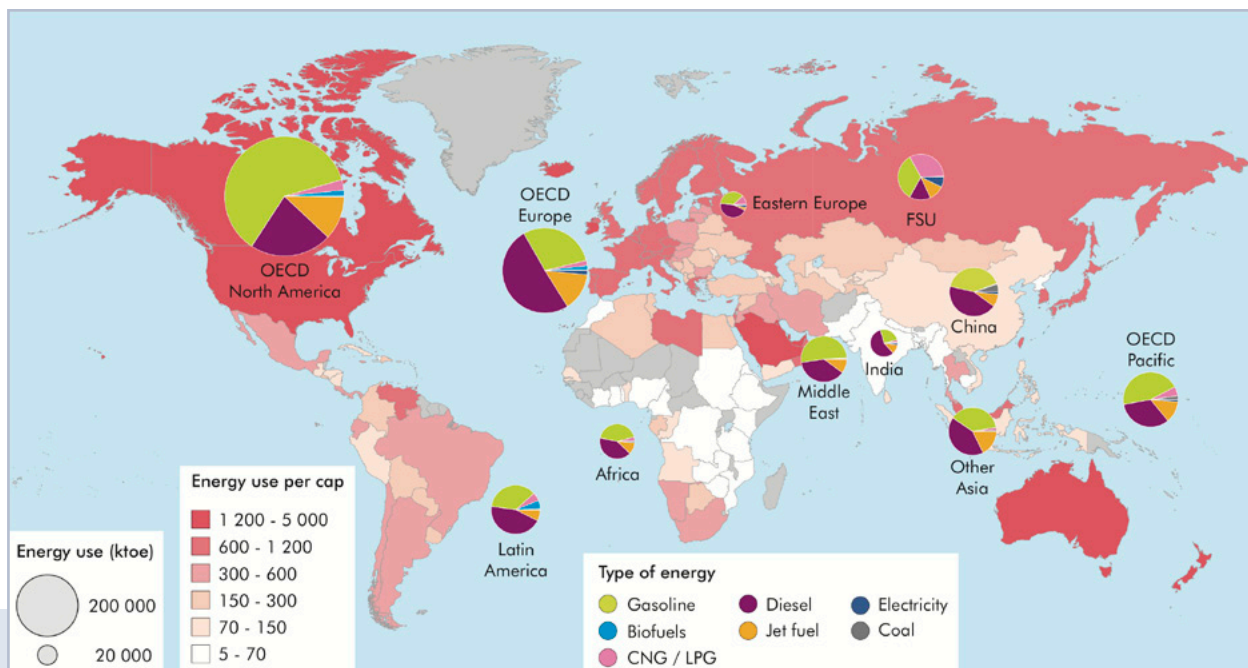 OECD
Europe
Eastern Europe
FSU
OECD
North America
China
OECD
Pacific
India
Middle
East
Africa
Other
Asia
Latin
America
Energy use (ktoe)
200 000
20 000
Energy use per cap
1 200 - 5 000
600 - 1 200
300 - 600
150 - 300
70 - 150
5 - 70
Type of energy
Gasoline
Diesel
Electricity
Biofuels
Jet fuel
Coal
CNG / LPG